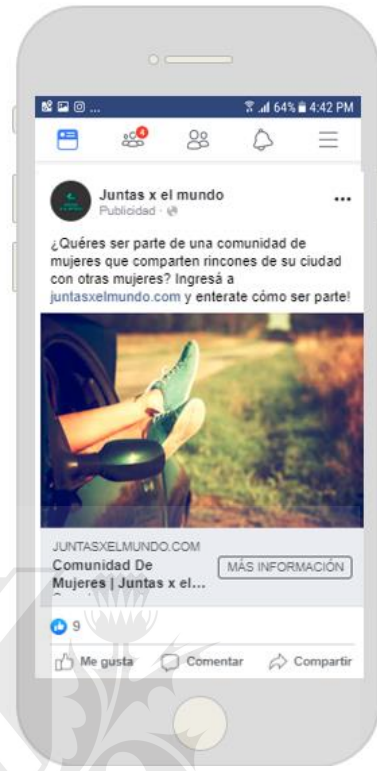 64% 4:42 PM
4
Juntas x el mundo
Publicidad ·
¿Quéres ser parte de una comunidad de
mujeres que comparten rincones de su ciudad
con otras mujeres? Ingresá a
juntasxelmundo.com y enterate cómo ser parte!
JUNTASXELMUNDO.COM
Comunidad De
Mujeres | Juntas x el...
MÁS INFORMACIÓN
9
Me gusta Comentar Compartir